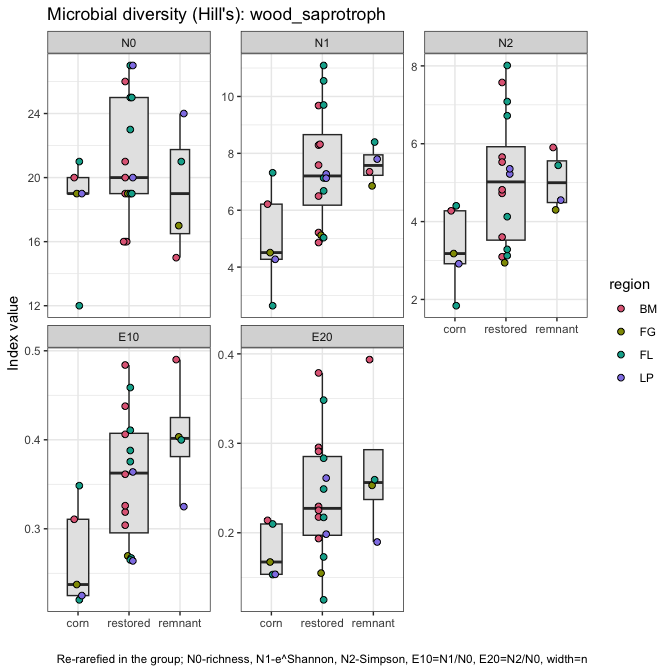 Microbial diversity (Hill's): wood_saprotroph
N0
N1
N2
24
20
16
12
10
8
6
4
8
6
4
2
corn restored remnant
Index value
region
BM
FG
FL
LP
E10
E20
0.5
0.4
0.3
0.4
0.3
0.2
corn restored remnant
corn restored remnant
Re-rarefied in the group; N0-richness, N1-e^Shannon, N2-Simpson, E10=N1/N0, E20=N2/N0, width=n